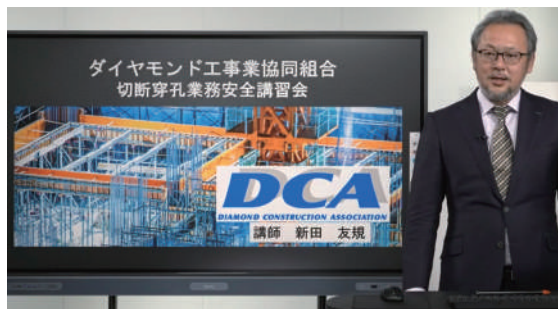 ダイヤモンド工事業協同組合
切断穿孔業務安全講習会
DCA
DIAMOND CONSTRUCTION ASSOCIATION
講師 新田 友規